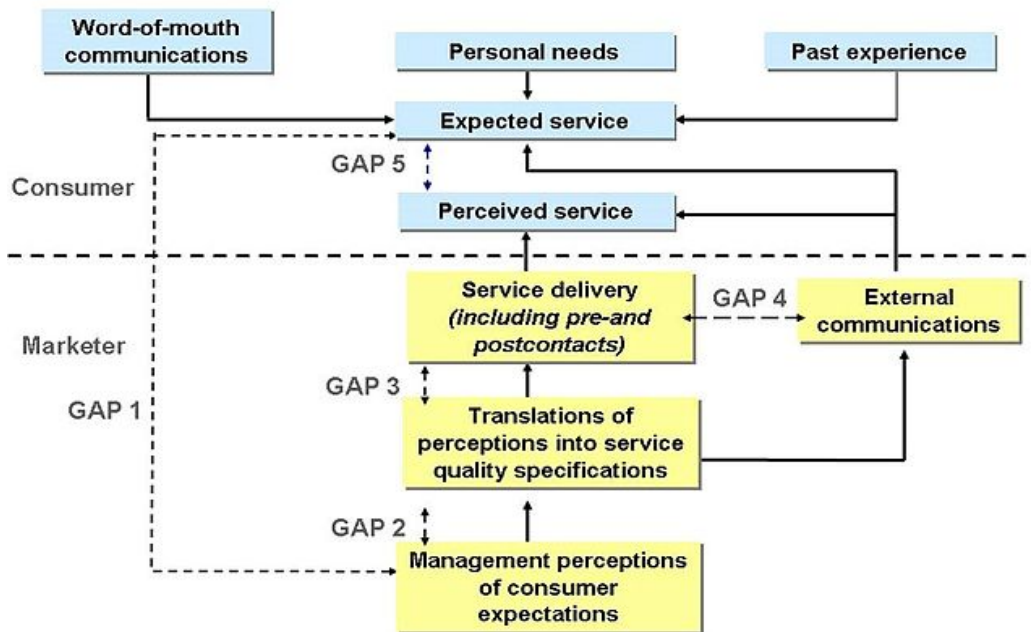 Word-of-mouth
communications
Personal needs
Past experience
Expected service
GAP 5
Consumer
Perceived service
Service delivery
(including pre-and
postcontacts)
GAP 4
External
communications
Marketer
GAP 3
GAP 1
Translations of
perceptions into service
quality specifications
GAP 2
Management perceptions
of consumer
expectations